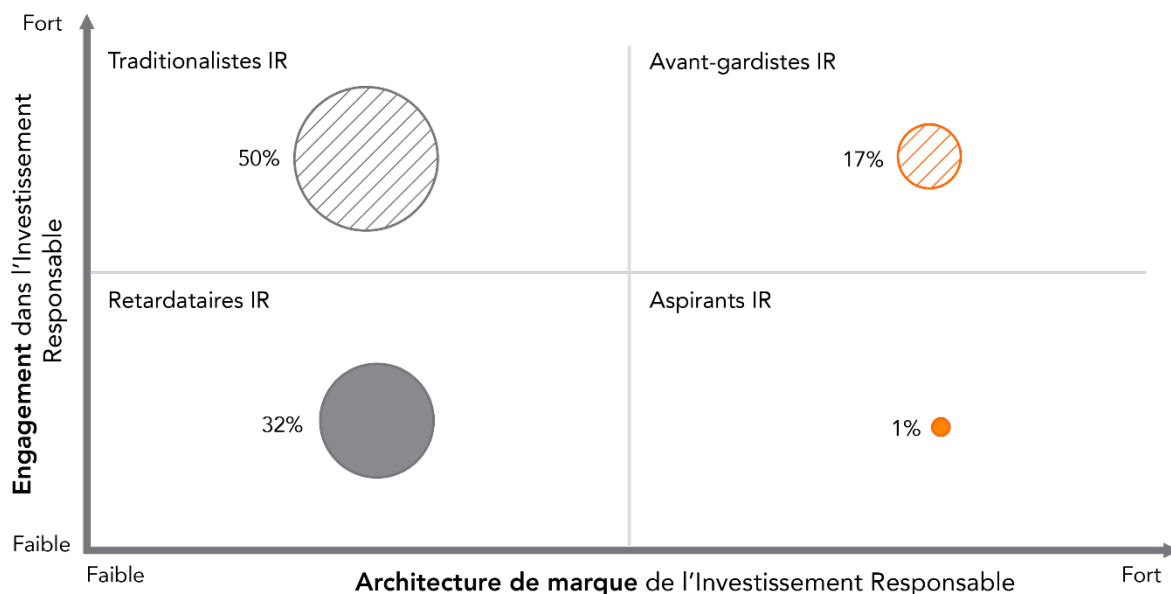 Fort
Traditionalistes IR
Avant-gardistes IR
50%
17%
Engagement dans l’Investissement
Responsable
Retardataires IR
Aspirants IR
32%
1%
Faible
Faible
Architecture de marque de l’Investissement Responsable
Fort